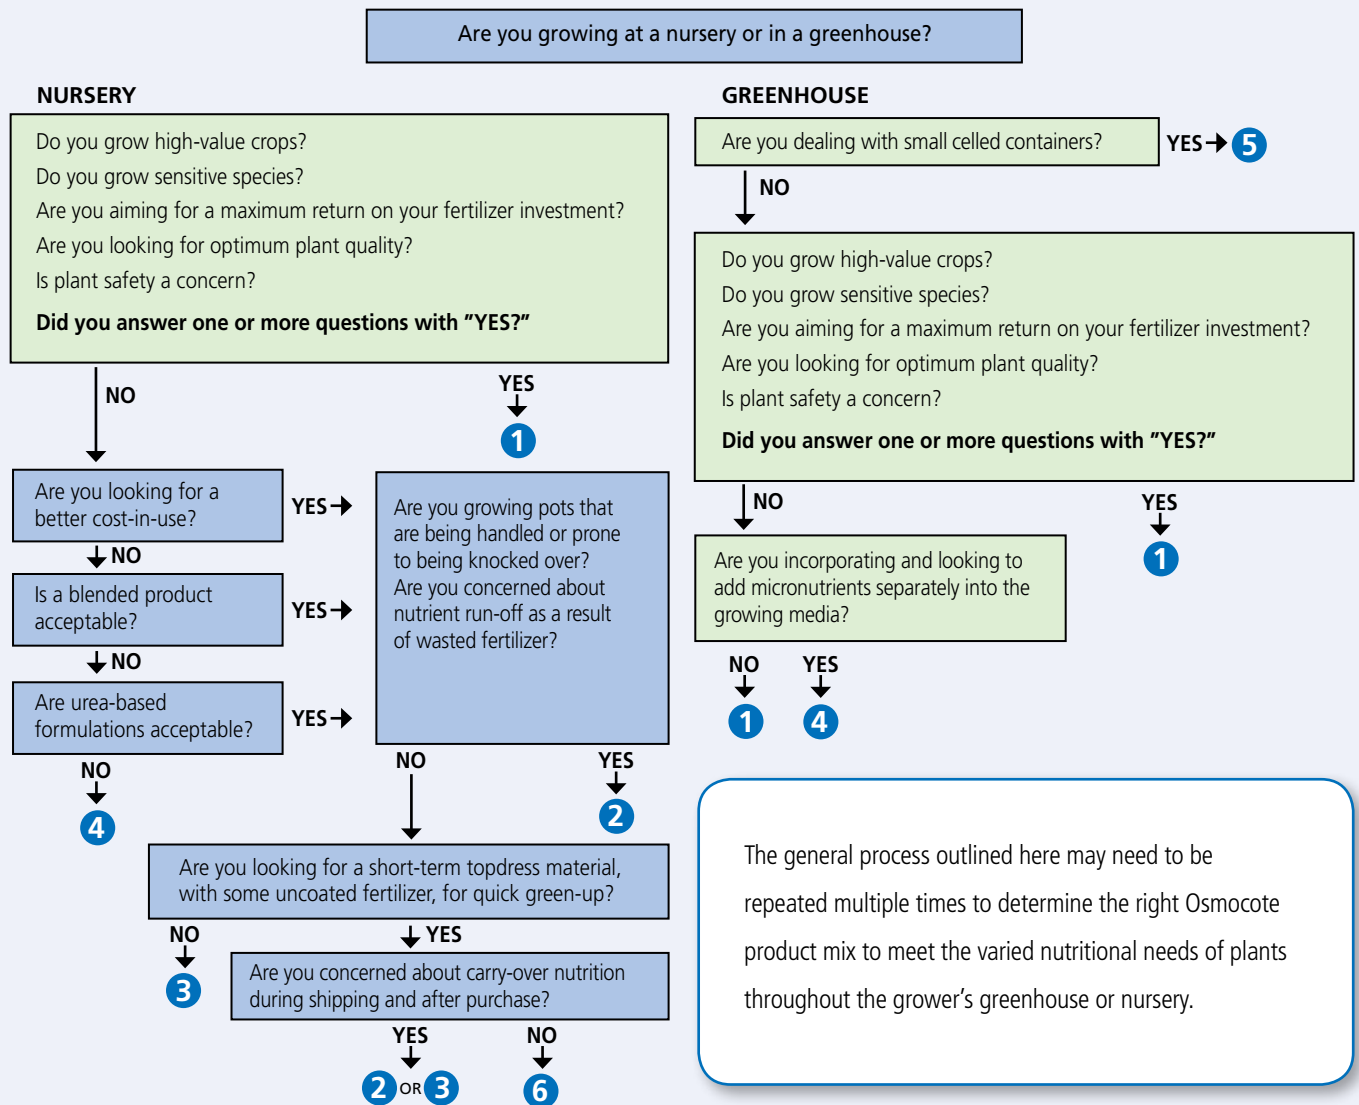 Are you growing at a nursery or in a greenhouse?
NURSERY
Do you grow high-value crops?
Do you grow sensitive species?
Are you aiming for a maximum return on your fertilizer investment?
Are you looking for optimum plant quality?
Is plant safety a concern?
Did you answer one or more questions with "YES?"
NO
YES
1
Are you looking for a
better cost-in-use?
YES
NO
Is a blended product
acceptable?
YES
NO
Are urea-based
formulations acceptable?
YES
NO
4
Are you growing pots that
are being handled or prone
to being knocked over?
Are you concerned about
nutrient run-off as a result
of wasted fertilizer?
NO
YES
2
Are you looking for a short-term topdress material,
with some uncoated fertilizer, for quick green-up?
NO
3
YES
Are you concerned about carry-over nutrition
during shipping and after purchase?
YES
2 OR 3
NO
6
GREENHOUSE
Are you dealing with small celled containers?
YES
5
NO
Do you grow high-value crops?
Do you grow sensitive species?
Are you aiming for a maximum return on your fertilizer investment?
Are you looking for optimum plant quality?
Is plant safety a concern?
Did you answer one or more questions with "YES?"
NO
YES
1
Are you incorporating and looking to
add micronutrients separately into the
growing media?
NO
YES
1
4
The general process outlined here may need to be
repeated multiple times to determine the right Osmocote
product mix to meet the varied nutritional needs of plants
throughout the grower's greenhouse or nursery.